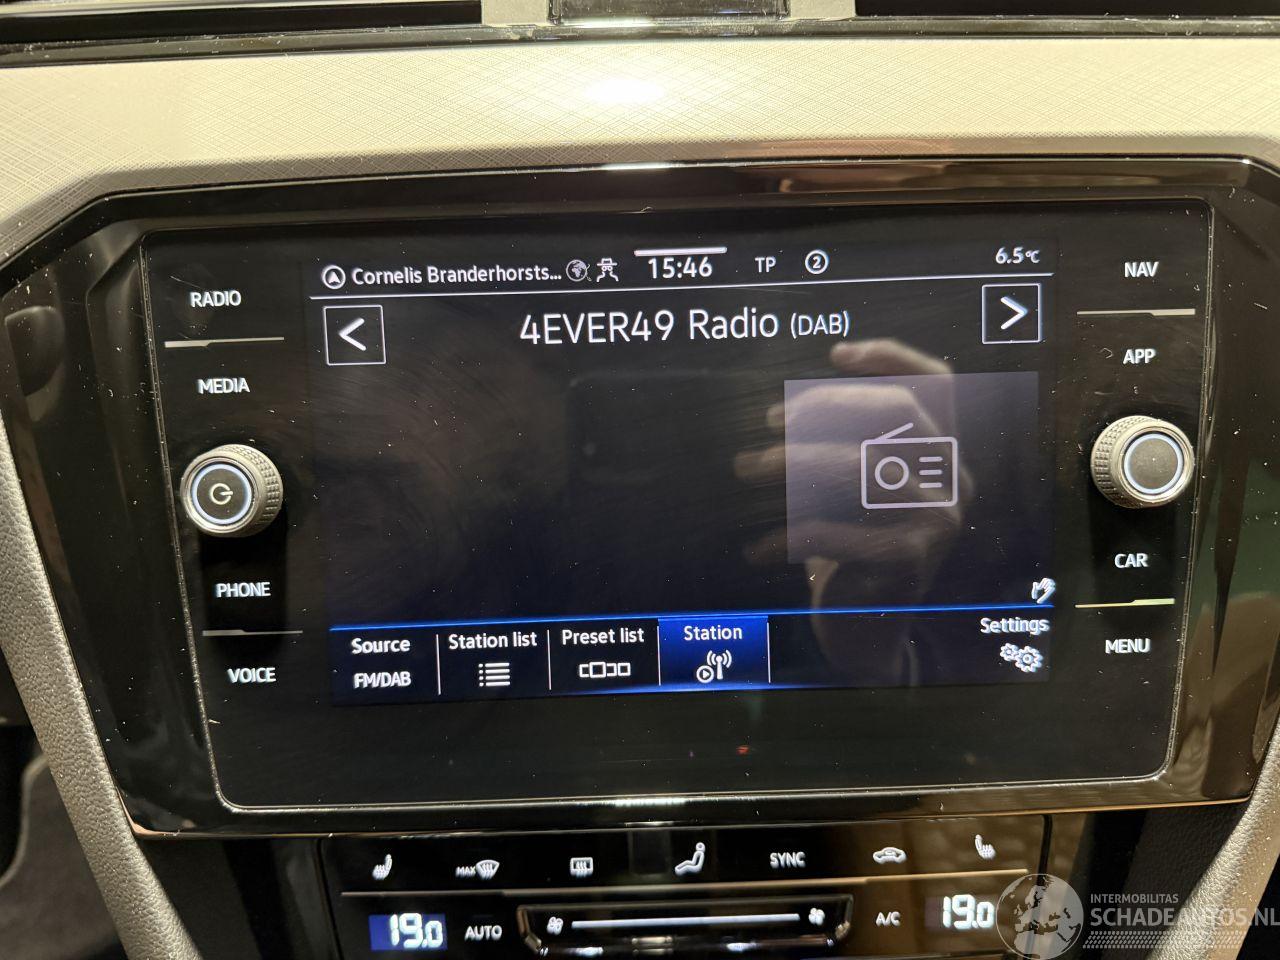 Cornelis Branderhorsts... 15:46 TP 2 6.5°C
RADIO
NAV
4EVER49 Radio (DAB)
MEDIA
APP
PHONE
CAR
VOICE
MENU
Source
Station list
Preset list
Station
Settings
FM/DAB
MAX
SYNC
19.0
AUTO
A/C
19.0
INTERMOBILITAS
SCHADEAUTOS.NL